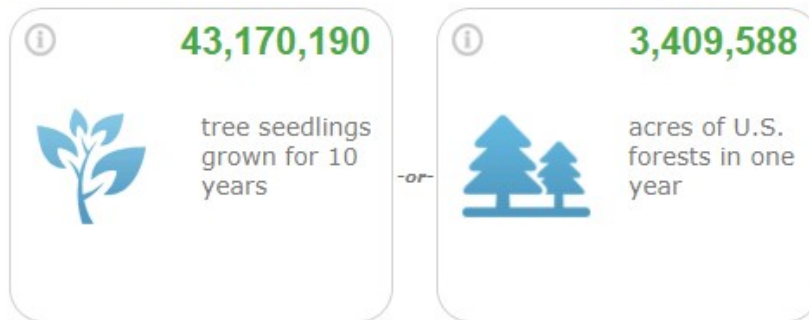 43,170,190
tree seedlings
grown for 10
years
-or-
3,409,588
acres of U.S.
forests in one
year